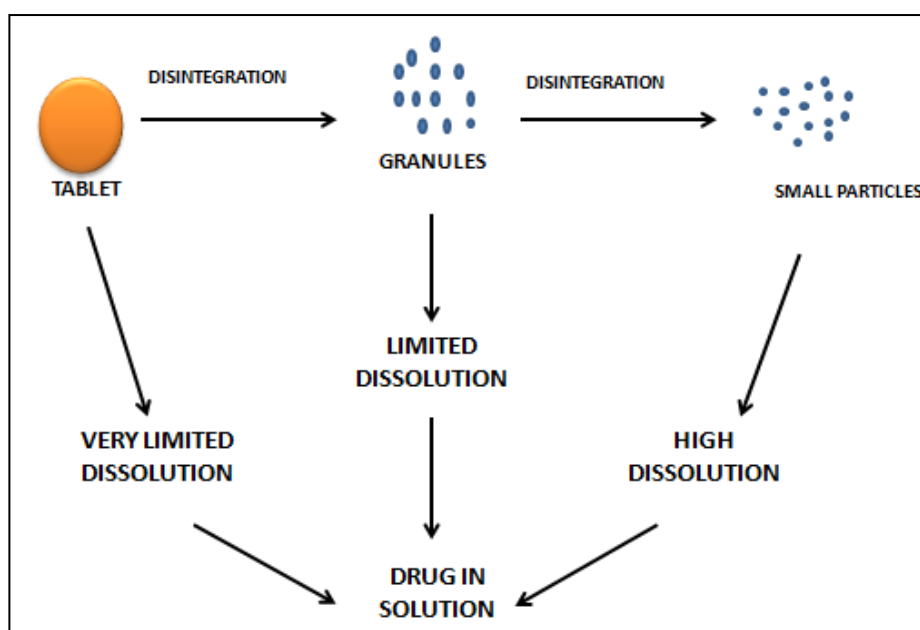 DISINTEGRATION
DISINTEGRATION
TABLET
GRANULES
SMALL PARTICLES
LIMITED
DISSOLUTION
VERY LIMITED
DISSOLUTION
HIGH
DISSOLUTION
DRUG IN
SOLUTION